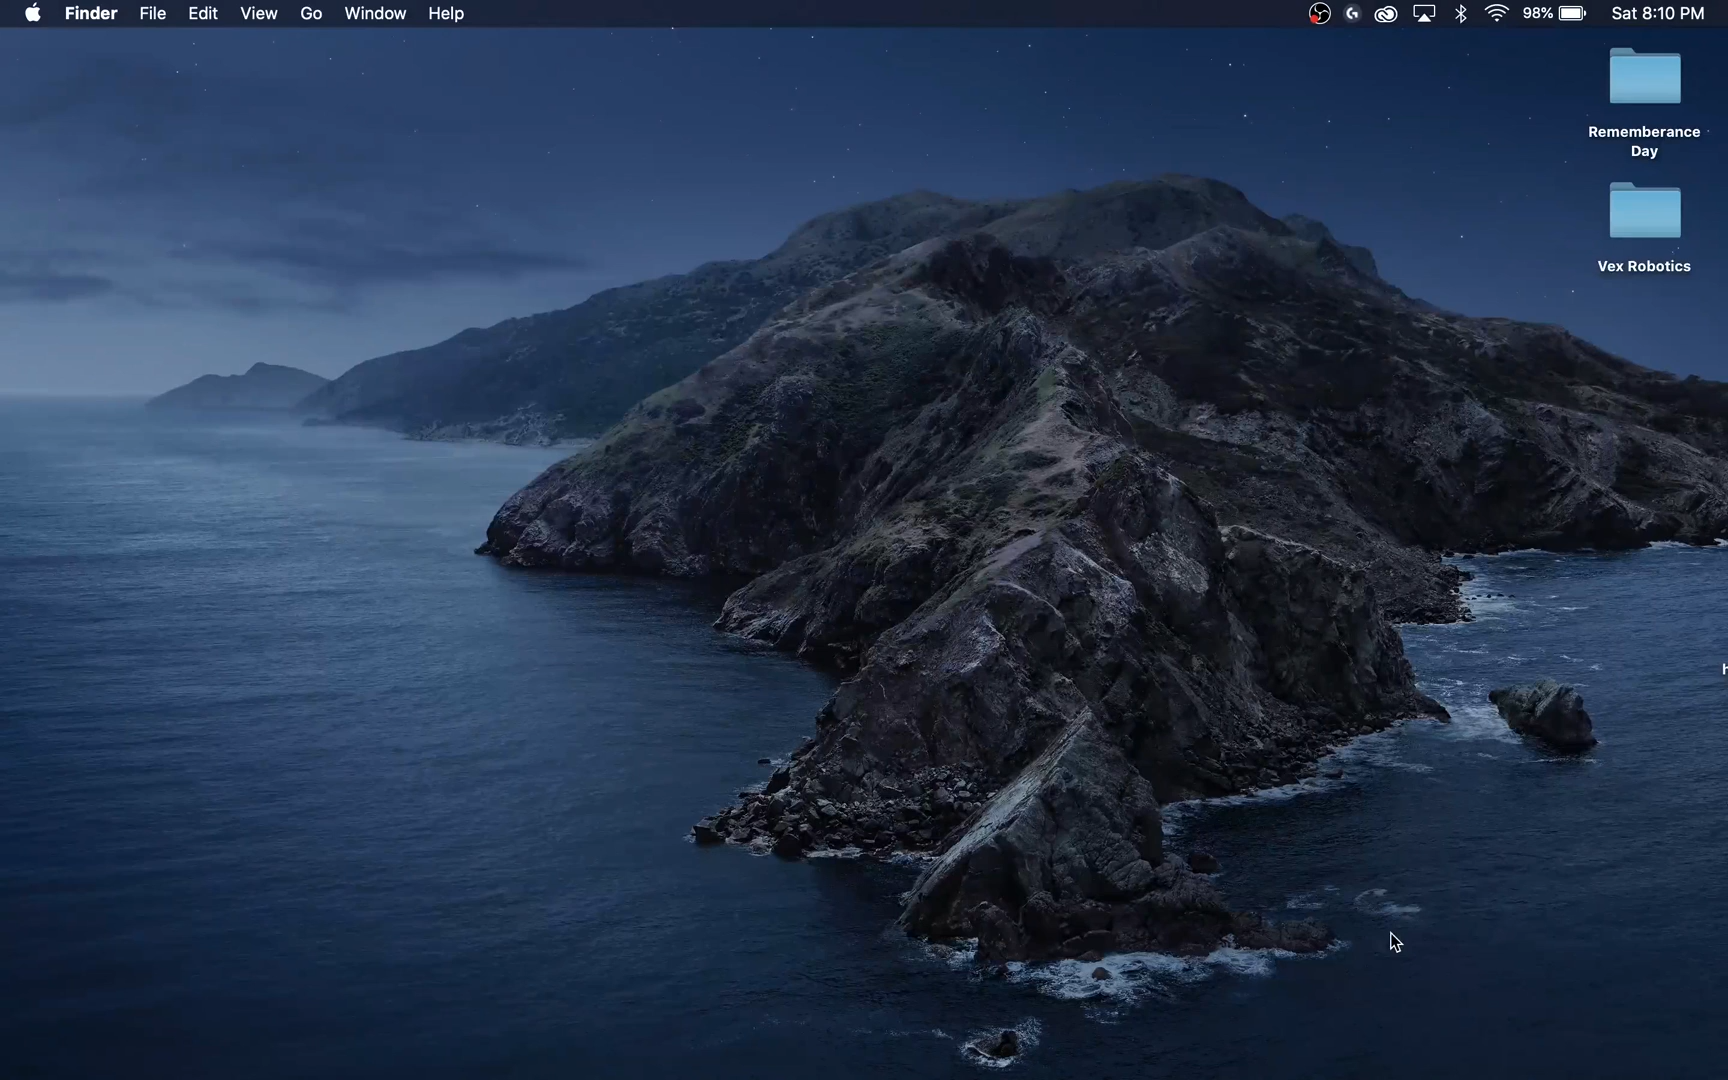 Finder File Edit View Go Window Help 98% Sat 8:10 PM
Rememberance
Day
Vex Robotics